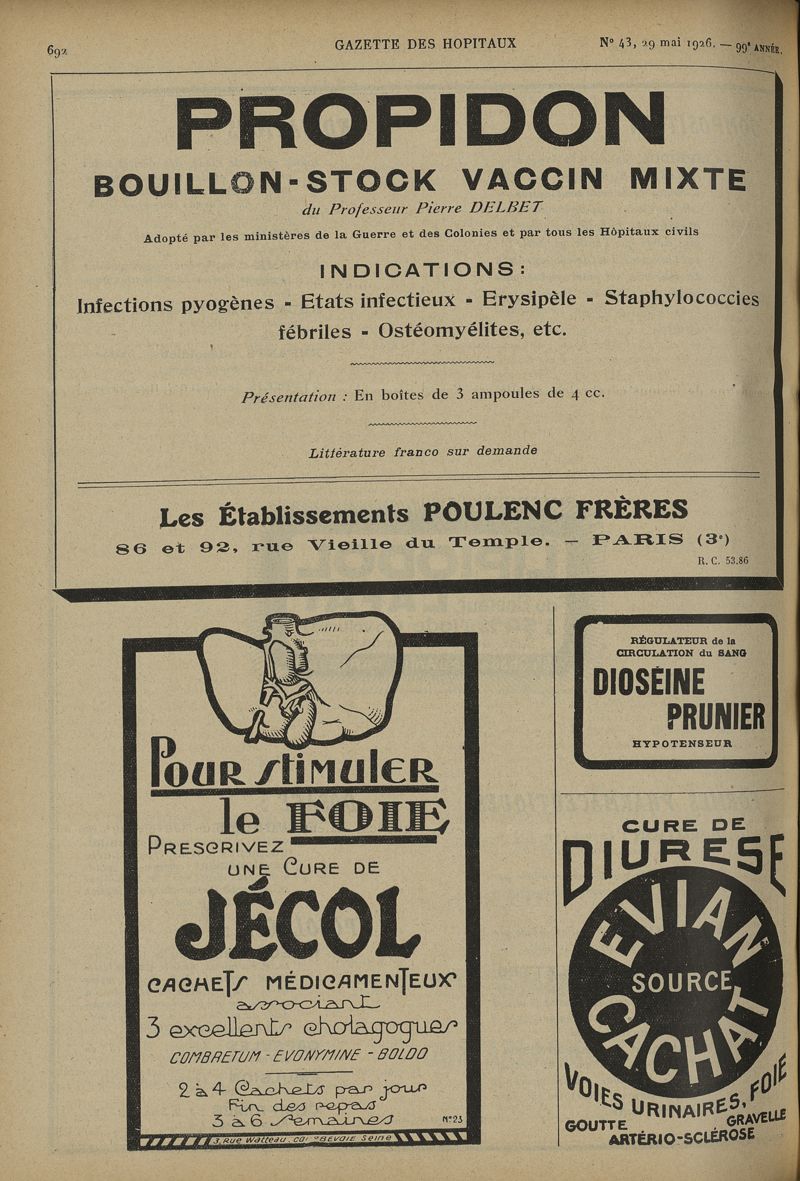 692
GAZETTE DES HOPITAUX
N° 43, 29 mai 1926. — 99e ANNÉE.
PROPIDON
BOUILLON-STOCK VACCIN MIXTE
du Professeur Pierre DELBET
Adopté par les ministères de la Guerre et des Colonies et par tous les Hôpitaux civils
INDICATIONS:
Infections pyogènes - Etats infectieux - Erysipèle - Staphylococcies
fébriles - Ostéomyélites, etc.
Présentation : En boîtes de 3 ampoules de 4 cc.
Littérature franco sur demande
Les Établissements POULENC FRÈRES
86 et 92, rue Vieille du Temple. — PARIS (3e)
R. C. 53.86
Pour stimuler
le FOIE
PRESCRIVEZ
UNE CURE DE
JÉCOL
CACHETS MÉDICAMENTEUX
associant
3 excellents cholagogues
COMBRETUM - EVONYMINE - BOLDO
2 à 4 Cachets par jour
Fin des repas
3 à 6 Semaines
N°23
3, Rue Watteau. COURBEVOIE Seine
RÉGULATEUR de la
CIRCULATION du SANG
DIOSÉINE
PRUNIER
HYPOTENSEUR
CURE DE
DIURESE
EVIAN
SOURCE
CACHAT
VOIES URINAIRES, FOIE
GOUTTE GRAVELLE
ARTÉRIO-SCLÉROSE